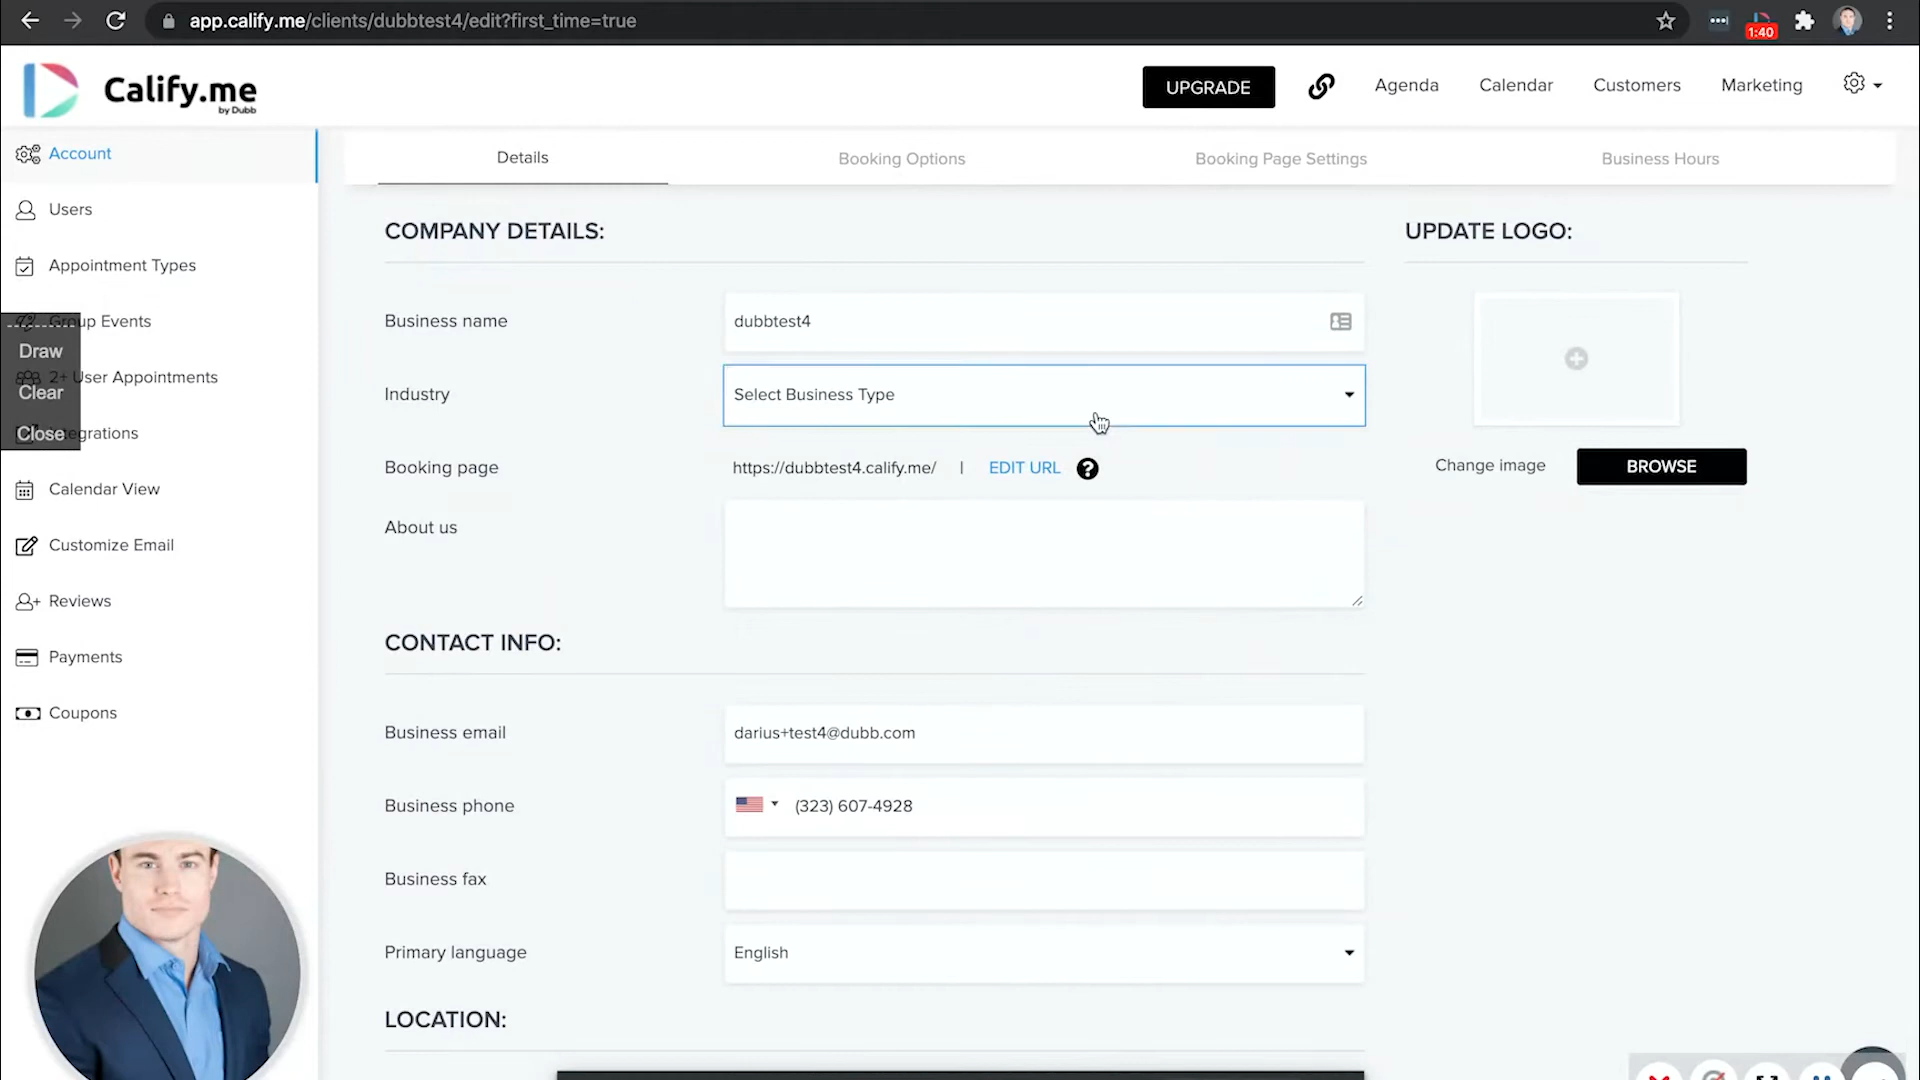 app.calify.me/clients/dubbtest4/edit?first_time=true
1:40
Calify.me
by Dubb
UPGRADE
Agenda
Calendar
Customers
Marketing
Account
Users
Appointment Types
Group Events
2+ User Appointments
Integrations
Calendar View
Customize Email
Reviews
Payments
Coupons
Draw
Clear
Close
Details
Booking Options
Booking Page Settings
Business Hours
COMPANY DETAILS:
Business name
dubbtest4
Industry
Select Business Type
Booking page
https://dubbtest4.calify.me/ | EDIT URL ?
About us
UPDATE LOGO:
Change image
BROWSE
CONTACT INFO:
Business email
darius+test4@dubb.com
Business phone
(323) 607-4928
Business fax
Primary language
English
LOCATION: